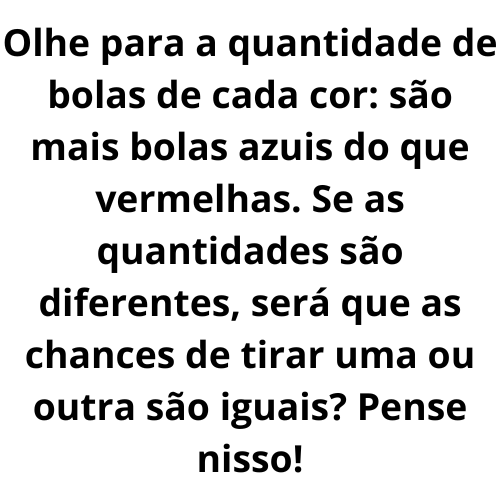 Olhe para a quantidade de
bolas de cada cor: são
mais bolas azuis do que
vermelhas. Se as
quantidades são
diferentes, será que as
chances de tirar uma ou
outra são iguais? Pense
nisso!